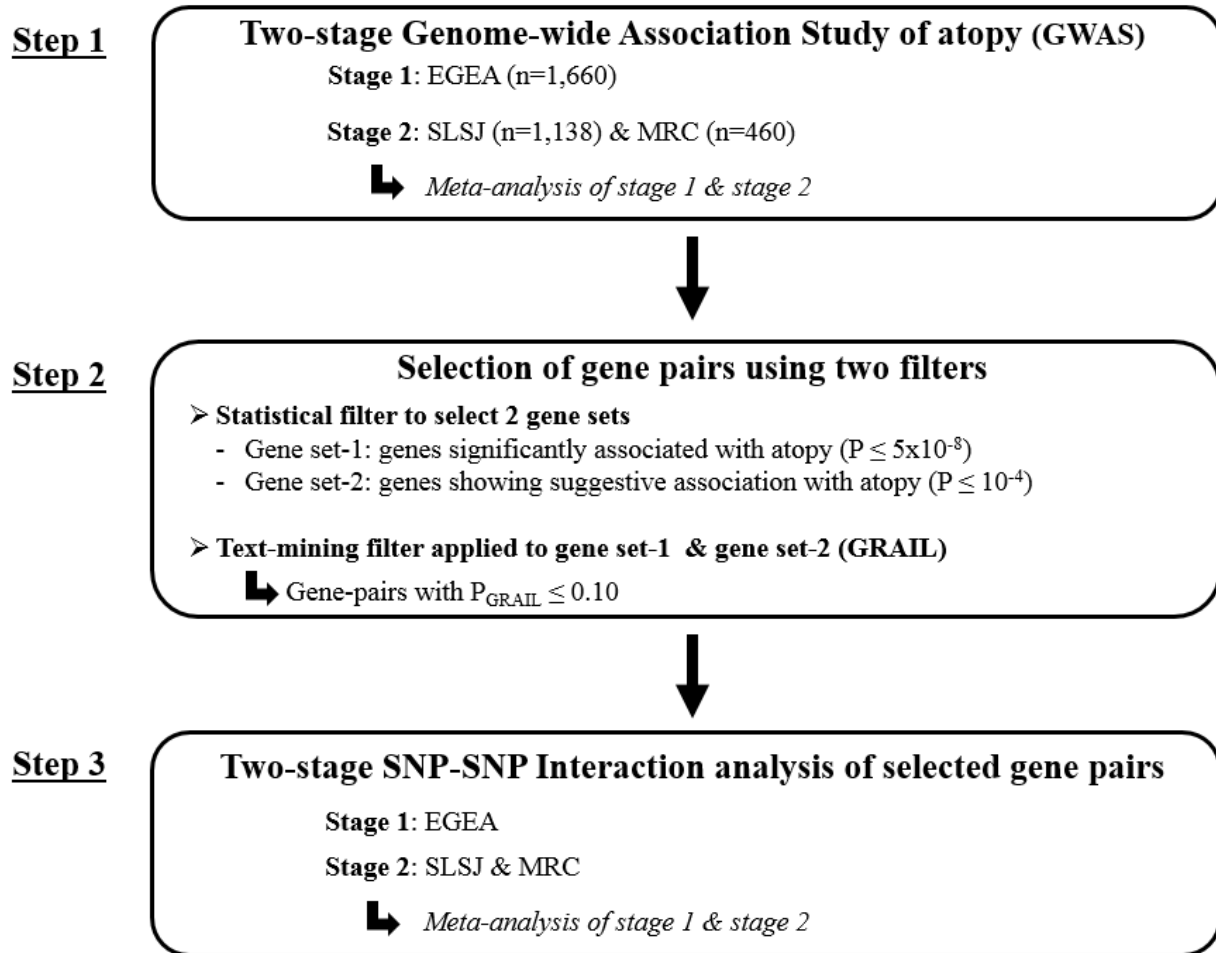 Step 1
Two-stage Genome-wide Association Study of atopy (GWAS)
Stage 1: EGEA (n=1,660)
Stage 2: SLSJ (n=1,138) & MRC (n=460)
Meta-analysis of stage 1 & stage 2
Step 2
Selection of gene pairs using two filters
➢ Statistical filter to select 2 gene sets
- Gene set-1: genes significantly associated with atopy (P ≤ 5x10⁻⁸)
- Gene set-2: genes showing suggestive association with atopy (P ≤ 10⁻⁴)
➢ Text-mining filter applied to gene set-1 & gene set-2 (GRAIL)
Gene-pairs with P_GRAIL ≤ 0.10
Step 3
Two-stage SNP-SNP Interaction analysis of selected gene pairs
Stage 1: EGEA
Stage 2: SLSJ & MRC
Meta-analysis of stage 1 & stage 2